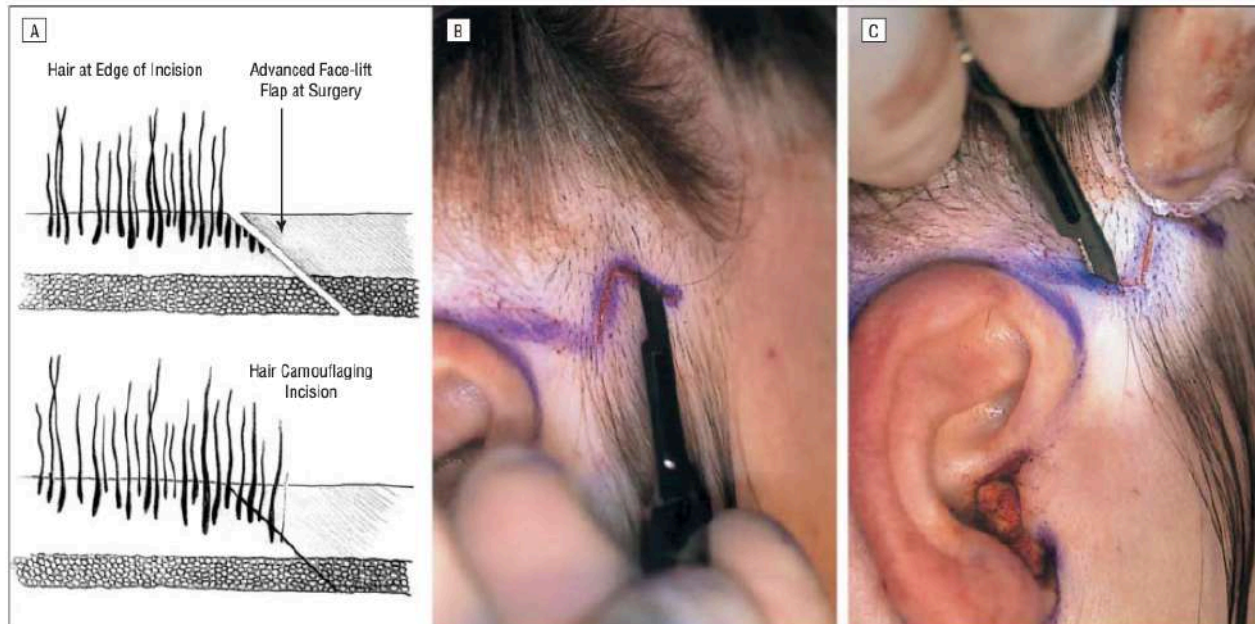 A
Hair at Edge of Incision
Advanced Face-lift
Flap at Surgery
Hair Camouflaging
Incision
B
C